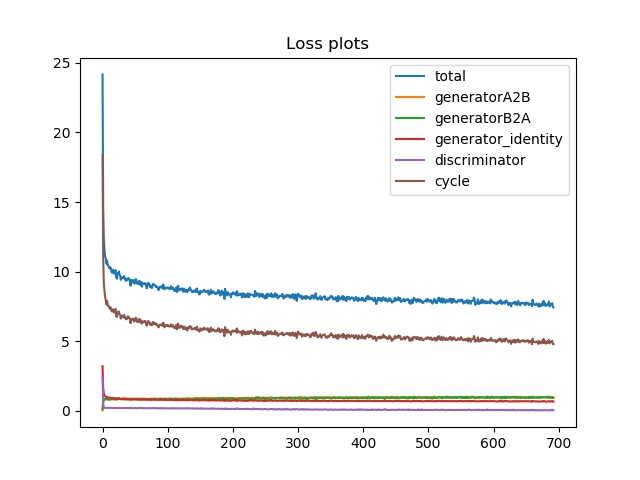 Loss plots
25
20
15
10
5
0
total
generatorA2B
generatorB2A
generator_identity
discriminator
cycle
0 100 200 300 400 500 600 700